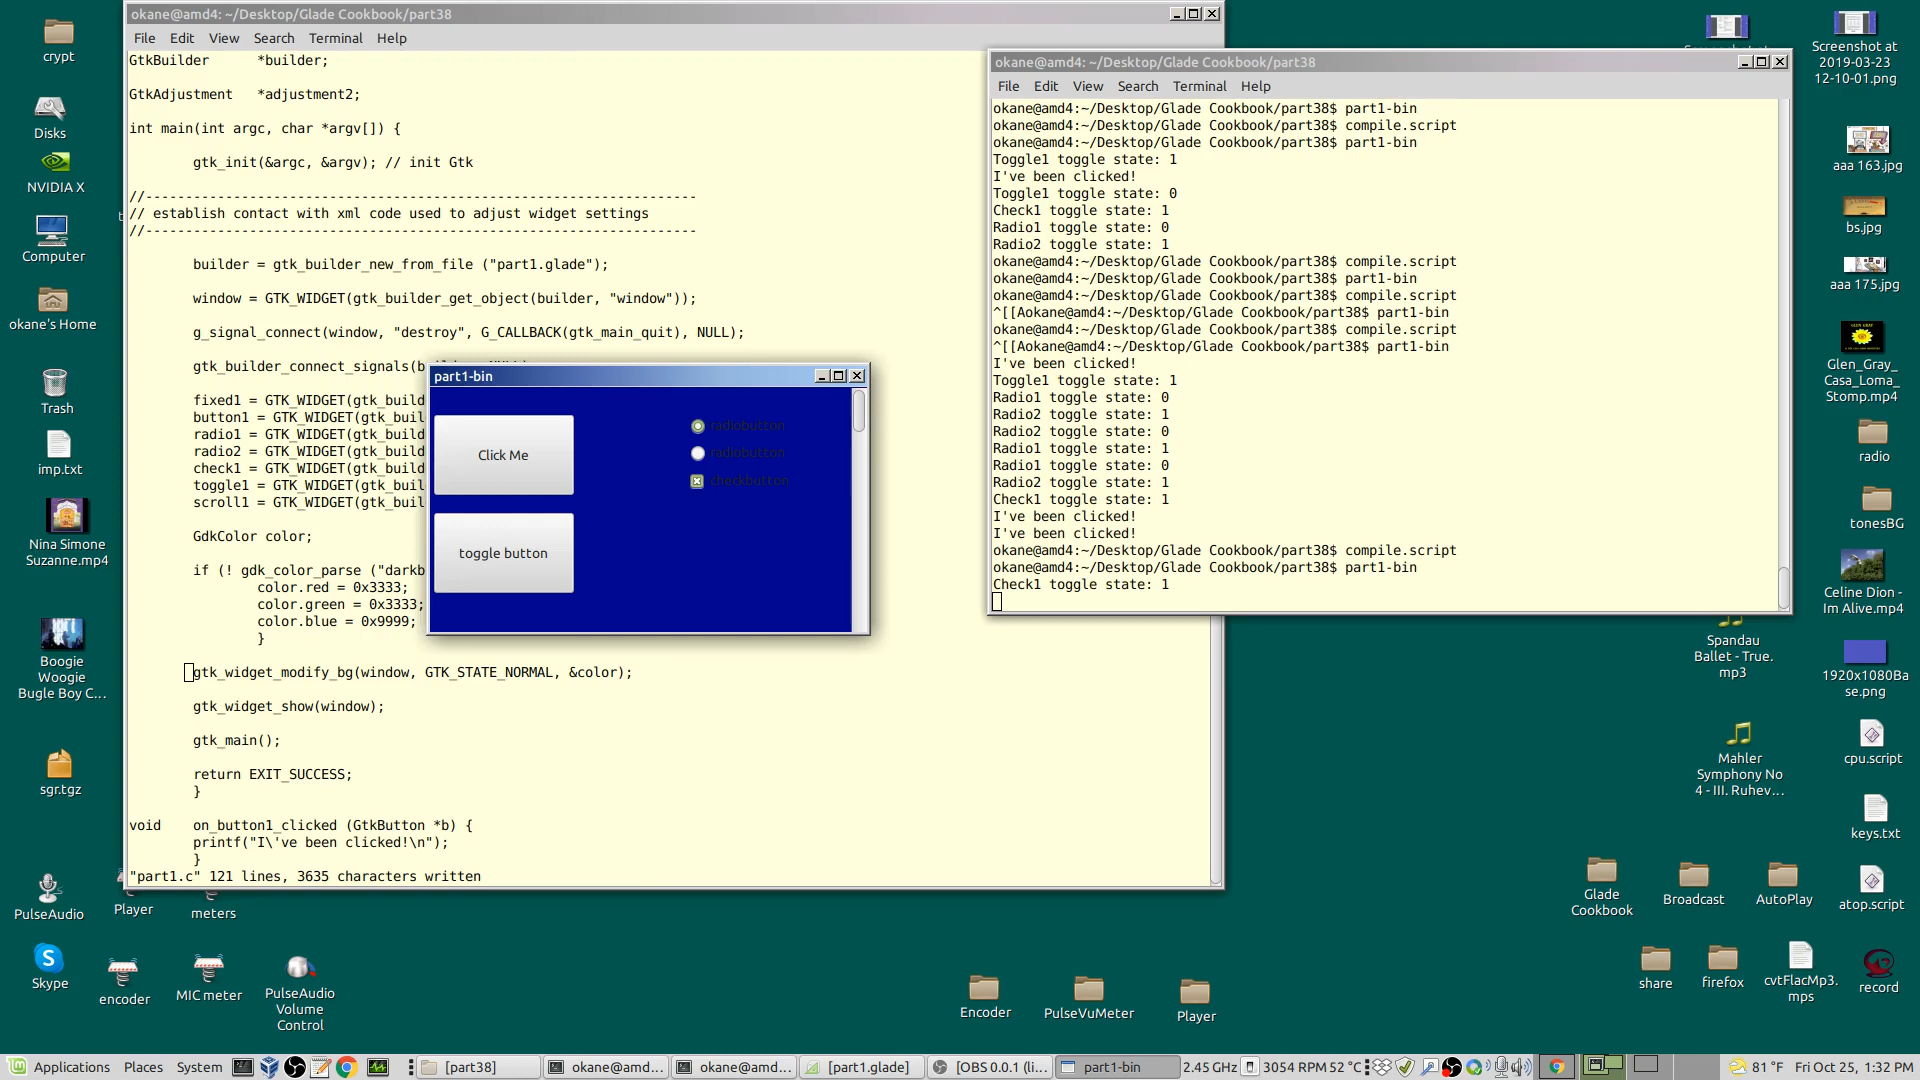 okane@amd4: ~/Desktop/Glade Cookbook/part38
File Edit View Search Terminal Help
GtkBuilder      *builder;
GtkAdjustment   *adjustment2;
int main(int argc, char *argv[]) {
gtk_init(&argc, &argv); // init Gtk
//---------------------------------------------------------------------
// establish contact with xml code used to adjust widget settings
//---------------------------------------------------------------------
builder = gtk_builder_new_from_file ("part1.glade");
window = GTK_WIDGET(gtk_builder_get_object(builder, "window"));
g_signal_connect(window, "destroy", G_CALLBACK(gtk_main_quit), NULL);
gtk_builder_connect_signals(b
fixed1 = GTK_WIDGET(gtk_build
button1 = GTK_WIDGET(gtk_buil
radio1 = GTK_WIDGET(gtk_build
radio2 = GTK_WIDGET(gtk_build
check1 = GTK_WIDGET(gtk_build
toggle1 = GTK_WIDGET(gtk_buil
scroll1 = GTK_WIDGET(gtk_buil
GdkColor color;
if (! gdk_color_parse ("darkb
color.red = 0x3333;
color.green = 0x3333;
color.blue = 0x9999;
}
gtk_widget_modify_bg(window, GTK_STATE_NORMAL, &color);
gtk_widget_show(window);
gtk_main();
return EXIT_SUCCESS;
}
void    on_button1_clicked (GtkButton *b) {
printf("I\'ve been clicked!\n");
}
"part1.c" 121 lines, 3635 characters written
part1-bin
Click Me
toggle button
radiobutton
radiobutton
checkbutton
okane@amd4: ~/Desktop/Glade Cookbook/part38
File Edit View Search Terminal Help
okane@amd4:~/Desktop/Glade Cookbook/part38$ part1-bin
okane@amd4:~/Desktop/Glade Cookbook/part38$ compile.script
okane@amd4:~/Desktop/Glade Cookbook/part38$ part1-bin
Toggle1 toggle state: 1
I've been clicked!
Toggle1 toggle state: 0
Check1 toggle state: 1
Radio1 toggle state: 0
Radio2 toggle state: 1
okane@amd4:~/Desktop/Glade Cookbook/part38$ compile.script
okane@amd4:~/Desktop/Glade Cookbook/part38$ part1-bin
okane@amd4:~/Desktop/Glade Cookbook/part38$ compile.script
^[[Aokane@amd4:~/Desktop/Glade Cookbook/part38$ part1-bin
okane@amd4:~/Desktop/Glade Cookbook/part38$ compile.script
^[[Aokane@amd4:~/Desktop/Glade Cookbook/part38$ part1-bin
I've been clicked!
Toggle1 toggle state: 1
Radio1 toggle state: 0
Radio2 toggle state: 1
Radio2 toggle state: 0
Radio1 toggle state: 1
Radio1 toggle state: 0
Radio2 toggle state: 1
Check1 toggle state: 1
I've been clicked!
I've been clicked!
okane@amd4:~/Desktop/Glade Cookbook/part38$ compile.script
okane@amd4:~/Desktop/Glade Cookbook/part38$ part1-bin
Check1 toggle state: 1
crypt
Disks
NVIDIA X
Computer
okane's Home
Trash
imp.txt
Nina Simone
Suzanne.mp4
Boogie
Woogie
Bugle Boy C...
sgr.tgz
PulseAudio
Player
meters
Skype
encoder
MIC meter
PulseAudio
Volume
Control
Encoder
PulseVuMeter
Player
Screenshot at
2019-03-23
12-10-01.png
aaa 163.jpg
bs.jpg
aaa 175.jpg
GLEN GRAY
Glen_Gray_
Casa_Loma_
Stomp.mp4
radio
tonesBG
Celine Dion -
Im Alive.mp4
Spandau
Ballet - True.
mp3
1920x1080Ba
se.png
Mahler
Symphony No
4 - III. Ruhev...
cpu.script
keys.txt
Glade
Cookbook
Broadcast
AutoPlay
atop.script
share
firefox
cvtFlacMp3.
mps
record
Applications Places System [part38] okane@amd... okane@amd... [part1.glade] [OBS 0.0.1 (li... part1-bin 2.45 GHz 3054 RPM 52 °C 81 °F Fri Oct 25, 1:32 PM